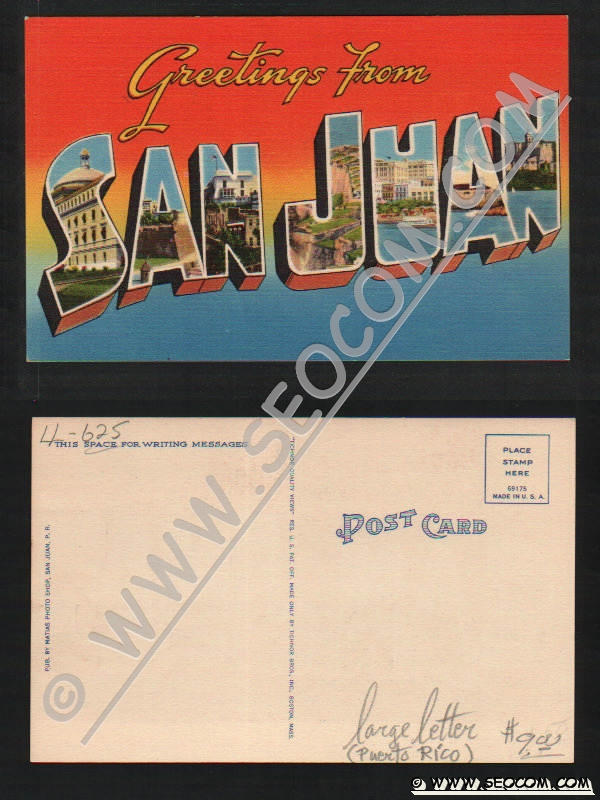 Greetings from
SAN JUAN
© WWW.SEOCOM.COM
4-625
THIS SPACE FOR WRITING MESSAGES
PLACE
STAMP
HERE
69175
MADE IN U. S. A.
POST CARD
PUB. BY MATIAS PHOTO SHOP, SAN JUAN, P. R.
"TICHNOR QUALITY VIEWS" REG. U. S. PAT. OFF. MADE ONLY BY TICHNOR BROS., INC., BOSTON, MASS.
large letter
(Puerto Rico)
$9.00
© WWW.SEOCOM.COM